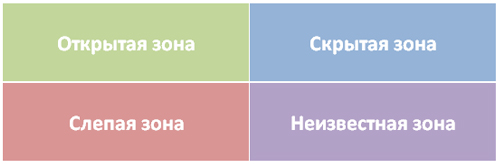 Открытая зона
Скрытая зона
Слепая зона
Неизвестная зона